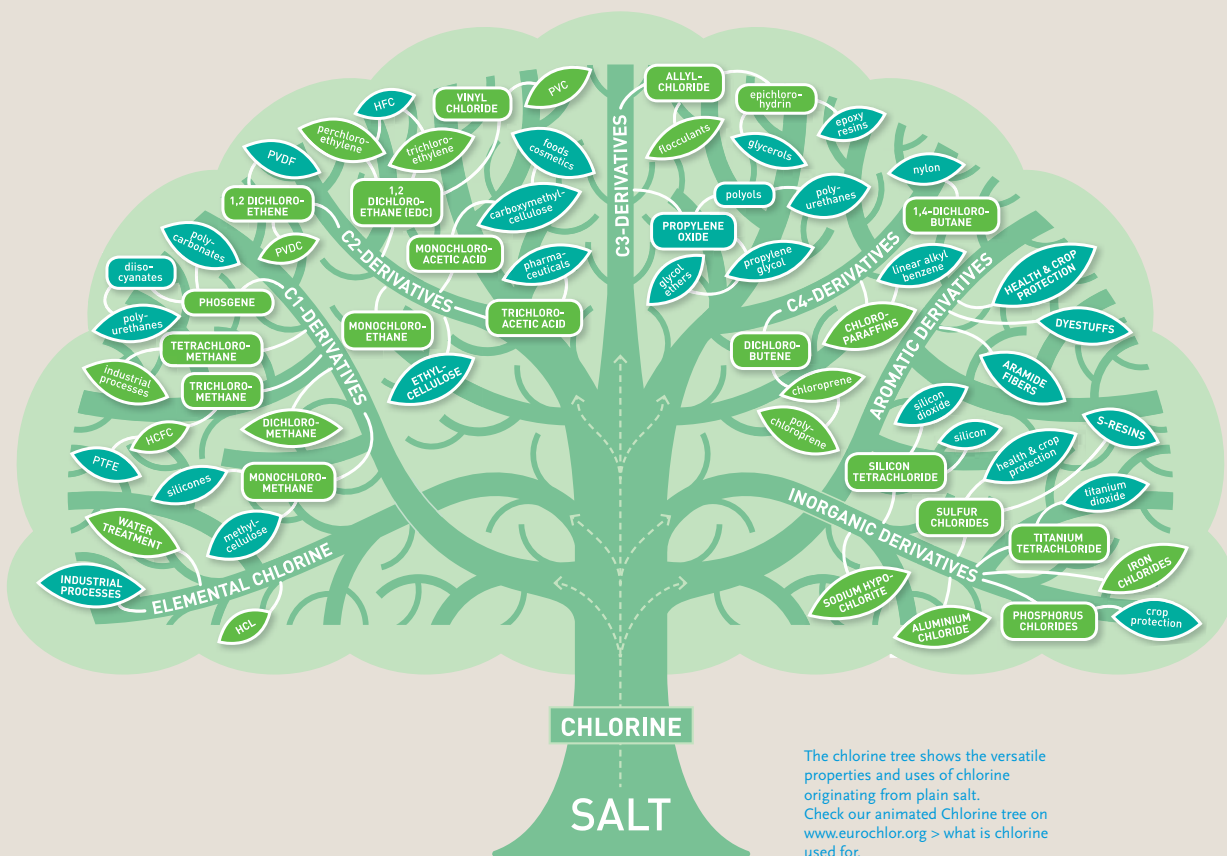 HFC
VINYL
CHLORIDE
PVC
perchloro-
ethylene
trichloro-
ethylene
foods
cosmetics
PVDF
1,2 DICHLORO-
ETHENE
1,2
DICHLORO-
ETHANE (EDC)
carboxymethyl-
cellulose
PVDC
MONOCHLORO-
ACETIC ACID
pharma-
ceuticals
C2-DERIVATIVES
TRICHLORO-
ACETIC ACID
MONOCHLORO-
ETHANE
ETHYL-
CELLULOSE
poly-
carbonates
diiso-
cyanates
PHOSGENE
poly-
urethanes
C1-DERIVATIVES
TETRACHLORO-
METHANE
industrial
processes
TRICHLORO-
METHANE
HCFC
DICHLORO-
METHANE
PTFE
silicones
MONOCHLORO-
METHANE
methyl-
cellulose
WATER
TREATMENT
INDUSTRIAL
PROCESSES
ELEMENTAL CHLORINE
HCL
C3-DERIVATIVES
ALLYL-
CHLORIDE
epichloro-
hydrin
flocculants
glycerols
epoxy
resins
polyols
poly-
urethanes
PROPYLENE
OXIDE
glycol
ethers
propylene
glycol
nylon
1,4-DICHLORO-
BUTANE
C4-DERIVATIVES
linear alkyl
benzene
CHLORO-
PARAFFINS
DICHLORO-
BUTENE
chloroprene
poly-
chloroprene
AROMATIC DERIVATIVES
HEALTH & CROP
PROTECTION
DYESTUFFS
ARAMIDE
FIBERS
silicon
dioxide
silicon
SILICON
TETRACHLORIDE
health & crop
protection
S-RESINS
SULFUR
CHLORIDES
titanium
dioxide
TITANIUM
TETRACHLORIDE
INORGANIC DERIVATIVES
IRON
CHLORIDES
SODIUM HYPO-
CHLORITE
ALUMINIUM
CHLORIDE
PHOSPHORUS
CHLORIDES
crop
protection
CHLORINE
SALT
The chlorine tree shows the versatile
properties and uses of chlorine
originating from plain salt.
Check our animated Chlorine tree on
www.eurochlor.org > what is chlorine
used for.